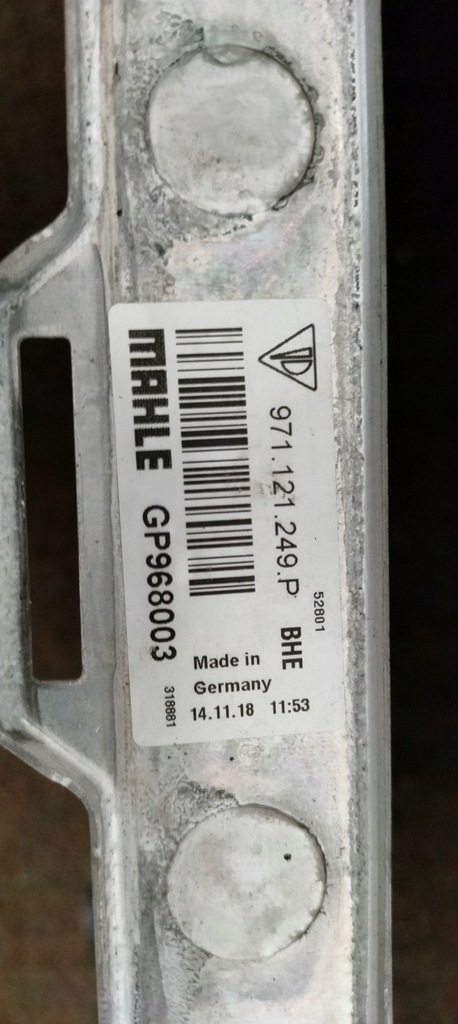 971.121.249.P
52801
MAHLE GP968003
318881
BHE
Made in
Germany
14.11.18 11:53